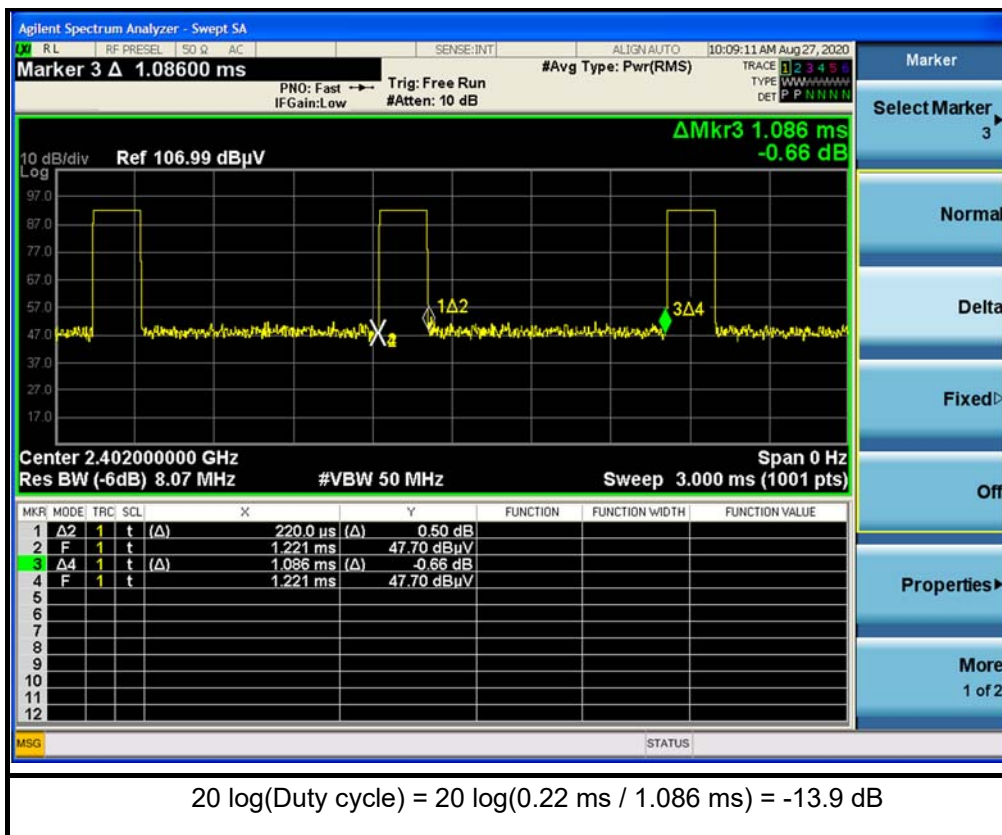 Agilent Spectrum Analyzer - Swept SA
LXI RL RF PRESEL 50 Ω AC SENSE:INT ALIGN AUTO 10:09:11 AM Aug 27, 2020
Marker 3 Δ 1.08600 ms
#Avg Type: Pwr(RMS)
TRACE 1 2 3 4 5 6
PNO: Fast Trig: Free Run
TYPE WWWWWW
IFGain:Low #Atten: 10 dB
DET P P N N N N
ΔMkr3 1.086 ms
-0.66 dB
10 dB/div Ref 106.99 dBµV
Log
97.0
87.0
77.0
67.0
57.0
47.0
37.0
27.0
17.0
1Δ2
3Δ4
Center 2.402000000 GHz Span 0 Hz
Res BW (-6dB) 8.07 MHz #VBW 50 MHz Sweep 3.000 ms (1001 pts)
MKR MODE TRC SCL X Y FUNCTION FUNCTION WIDTH FUNCTION VALUE
1 Δ2 1 t (Δ) 220.0 µs (Δ) 0.50 dB
2 F 1 t 1.221 ms 47.70 dBµV
3 Δ4 1 t (Δ) 1.086 ms (Δ) -0.66 dB
4 F 1 t 1.221 ms 47.70 dBµV
5
6
7
8
9
10
11
12
MSG STATUS
Marker
Select Marker
3
Normal
Delta
Fixed
Off
Properties
More
1 of 2
20 log(Duty cycle) = 20 log(0.22 ms / 1.086 ms) = -13.9 dB